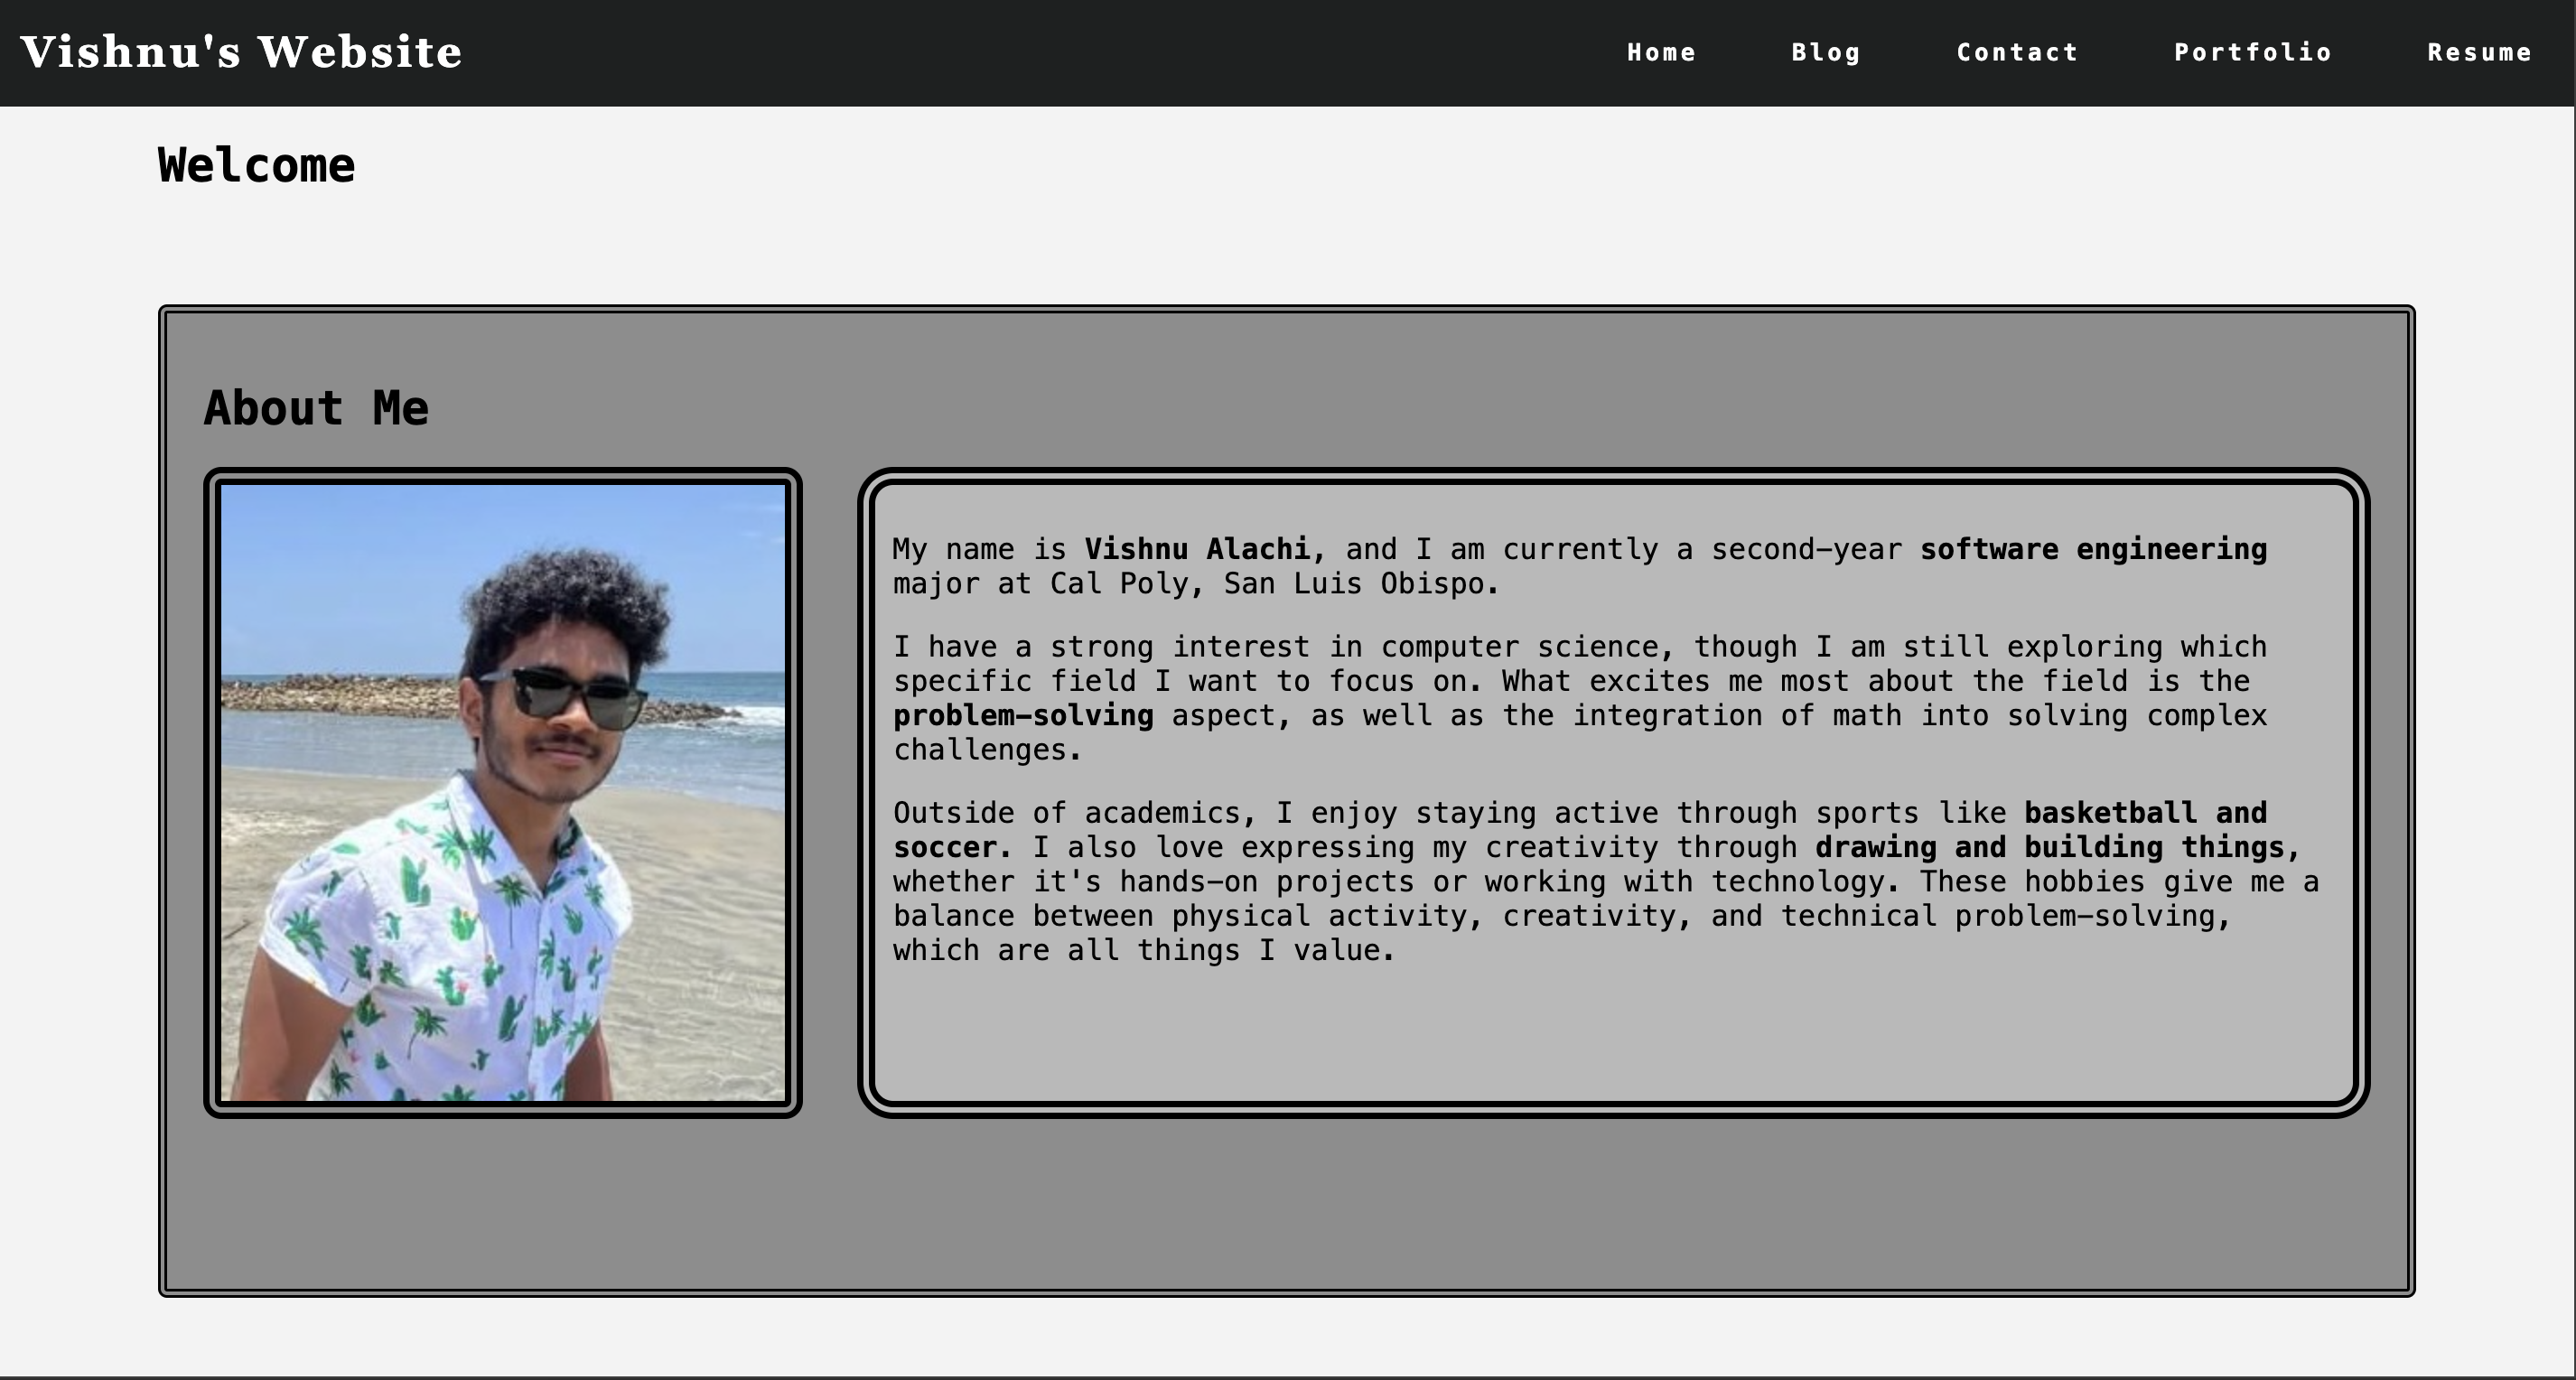 Vishnu's Website
Home Blog Contact Portfolio Resume
Welcome
About Me
My name is Vishnu Alachi, and I am currently a second-year software engineering
major at Cal Poly, San Luis Obispo.
I have a strong interest in computer science, though I am still exploring which
specific field I want to focus on. What excites me most about the field is the
problem-solving aspect, as well as the integration of math into solving complex
challenges.
Outside of academics, I enjoy staying active through sports like basketball and
soccer. I also love expressing my creativity through drawing and building things,
whether it's hands-on projects or working with technology. These hobbies give me a
balance between physical activity, creativity, and technical problem-solving,
which are all things I value.